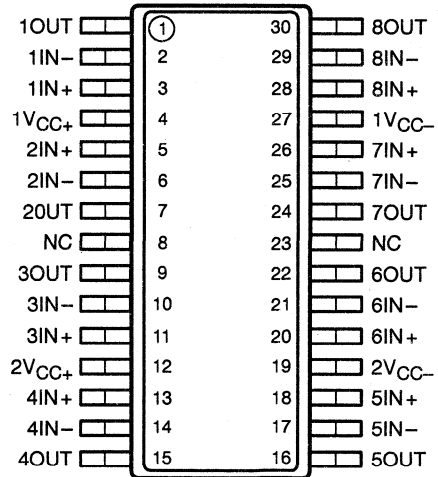 1OUT 1 30 8OUT
1IN− 2 29 8IN−
1IN+ 3 28 8IN+
1VCC+ 4 27 1VCC−
2IN+ 5 26 7IN+
2IN− 6 25 7IN−
20UT 7 24 7OUT
NC 8 23 NC
3OUT 9 22 6OUT
3IN− 10 21 6IN−
3IN+ 11 20 6IN+
2VCC+ 12 19 2VCC−
4IN+ 13 18 5IN+
4IN− 14 17 5IN−
4OUT 15 16 5OUT